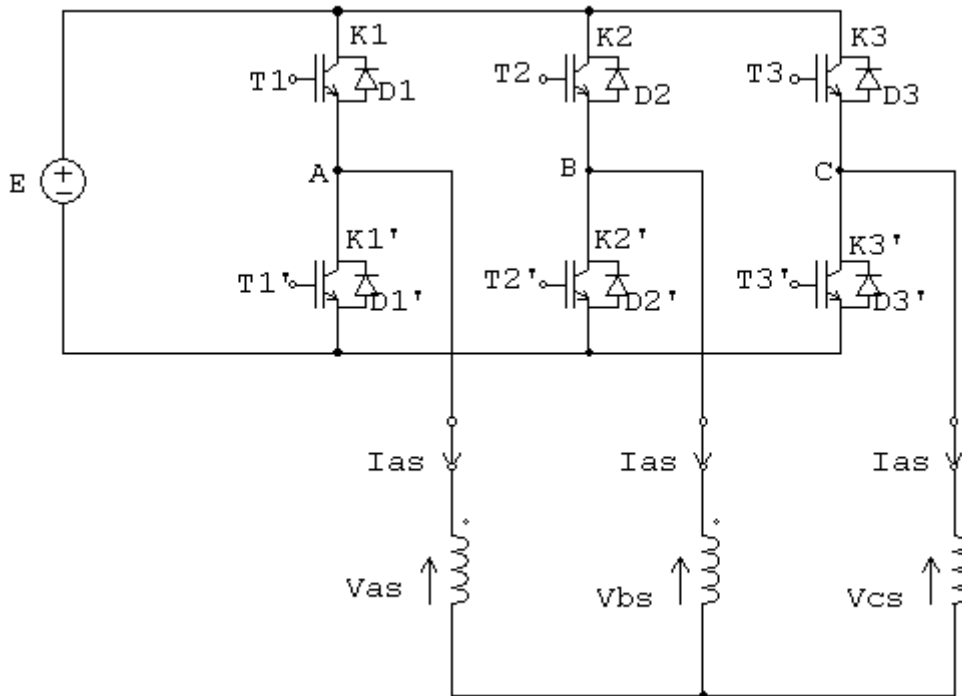 K1 K2 K3
T1 D1 T2 D2 T3 D3
E A B C
K1' K2' K3'
T1' D1' T2' D2' T3' D3'
Ias Ias Ias
Vas Vbs Vcs